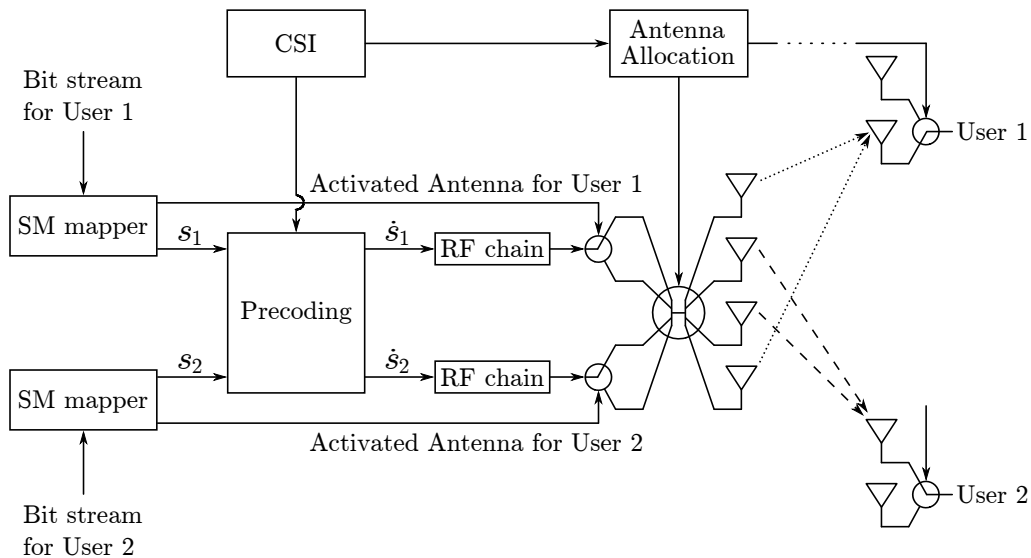 CSI
Antenna
Allocation
Bit stream
for User 1
User 1
Activated Antenna for User 1
SM mapper
s₁
ṡ₁
RF chain
Precoding
s₂
ṡ₂
RF chain
SM mapper
Activated Antenna for User 2
User 2
Bit stream
for User 2